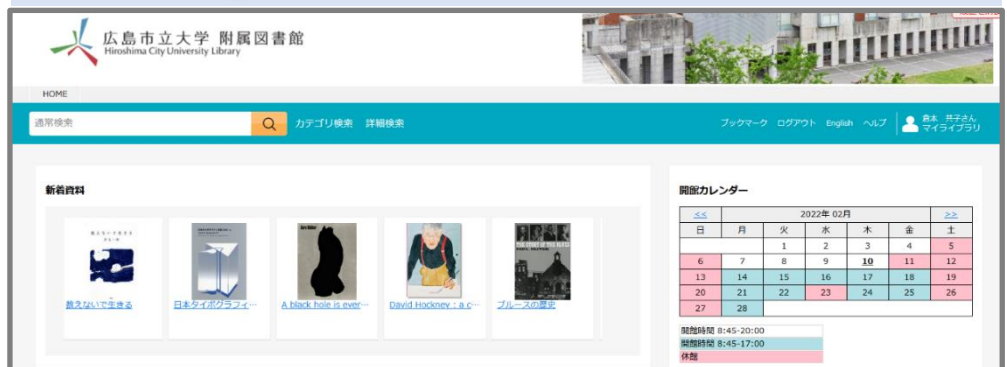 広島市立大学 附属図書館
Hiroshima City University Library
HOME
通常検索
カテゴリ検索 詳細検索
ブックマーク ログアウト English ヘルプ
倉本 共子さん
マイライブラリ
新着資料
数えないで生きる
日本タイポグラフィ…
A black hole is ever…
David Hockney : a c…
ブルースの歴史
開館カレンダー
<< 2022年 02月 >>
日 月 火 水 木 金 土
1 2 3 4 5
6 7 8 9 10 11 12
13 14 15 16 17 18 19
20 21 22 23 24 25 26
27 28
開館時間 8:45-20:00
開館時間 8:45-17:00
休館